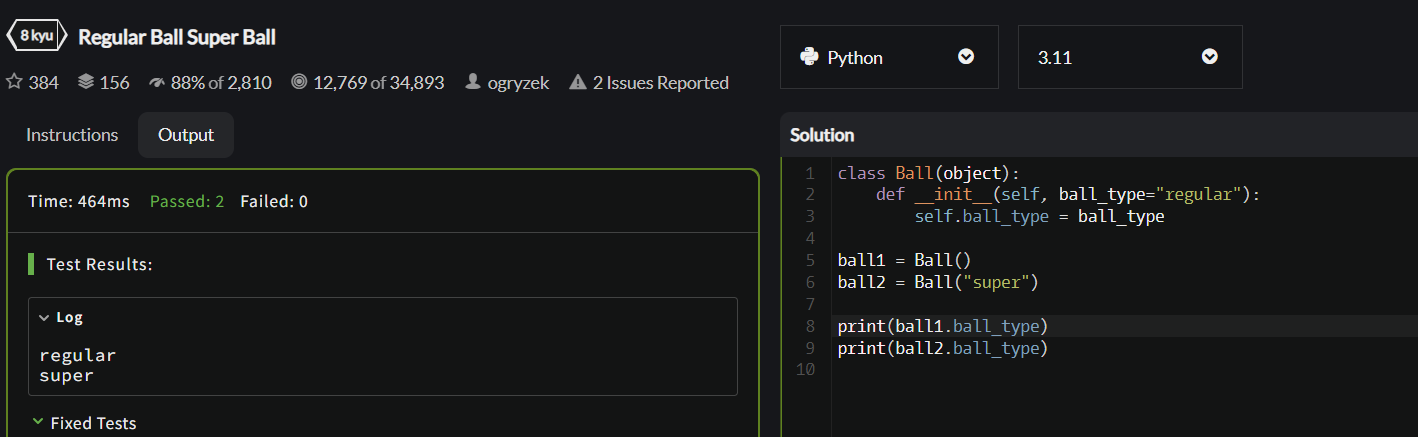 8 kyu Regular Ball Super Ball
384 156 88% of 2,810 12,769 of 34,893 ogryzek 2 Issues Reported
Python 3.11
Instructions Output
Time: 464ms Passed: 2 Failed: 0
Test Results:
Log
regular
super
Fixed Tests
Solution
1 class Ball(object):
2     def __init__(self, ball_type="regular"):
3         self.ball_type = ball_type
4
5 ball1 = Ball()
6 ball2 = Ball("super")
7
8 print(ball1.ball_type)
9 print(ball2.ball_type)
10